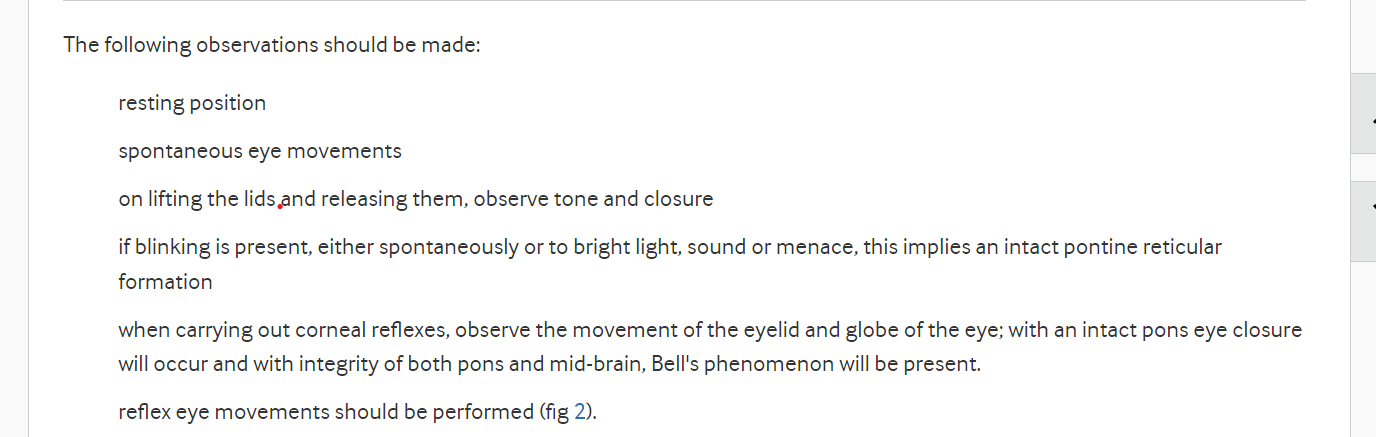 The following observations should be made:
resting position
spontaneous eye movements
on lifting the lids and releasing them, observe tone and closure
if blinking is present, either spontaneously or to bright light, sound or menace, this implies an intact pontine reticular
formation
when carrying out corneal reflexes, observe the movement of the eyelid and globe of the eye; with an intact pons eye closure
will occur and with integrity of both pons and mid-brain, Bell's phenomenon will be present.
reflex eye movements should be performed (fig 2).